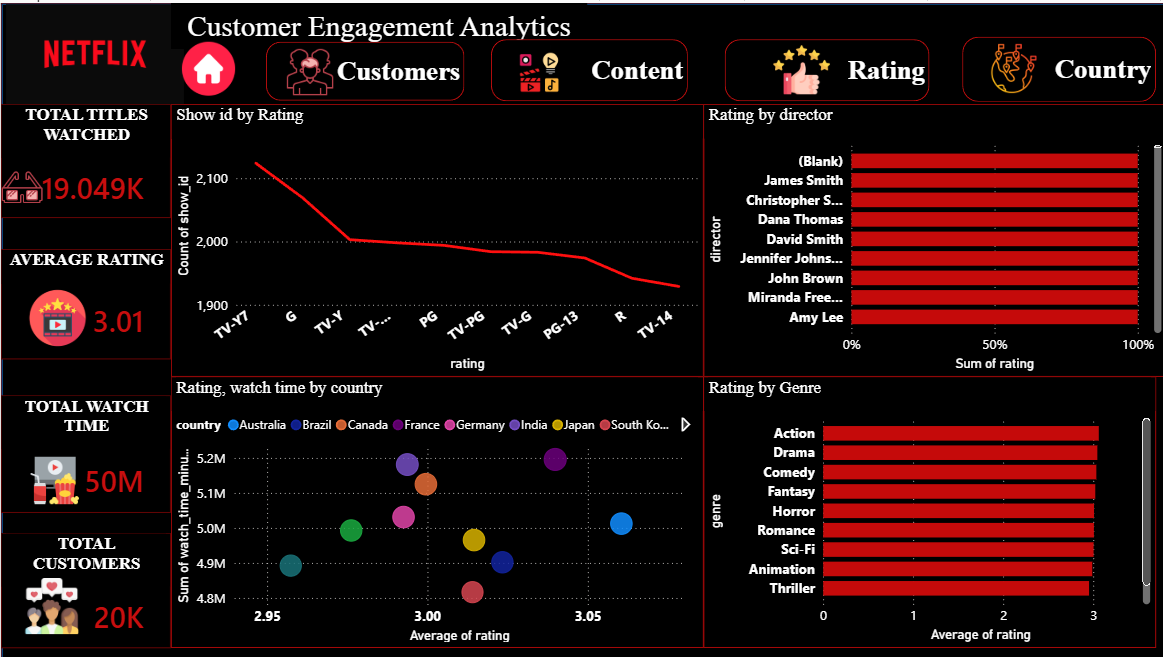 NETFLIX
Customer Engagement Analytics
Customers
Content
Rating
Country
TOTAL TITLES
WATCHED
19.049K
AVERAGE RATING
3.01
TOTAL WATCH
TIME
50M
TOTAL
CUSTOMERS
20K
Show id by Rating
Count of show_id
2,100
2,000
1,900
TV-Y7
G
TV-Y
TV-...
PG
TV-PG
TV-G
PG-13
R
TV-14
rating
Rating by director
director
(Blank)
James Smith
Christopher S...
Dana Thomas
David Smith
Jennifer Johns...
John Brown
Miranda Free...
Amy Lee
0%
50%
100%
Sum of rating
Rating, watch time by country
country Australia Brazil Canada France Germany India Japan South Ko...
Sum of watch_time_minu...
5.2M
5.1M
5.0M
4.9M
4.8M
2.95
3.00
3.05
Average of rating
Rating by Genre
genre
Action
Drama
Comedy
Fantasy
Horror
Romance
Sci-Fi
Animation
Thriller
0
1
2
3
Average of rating